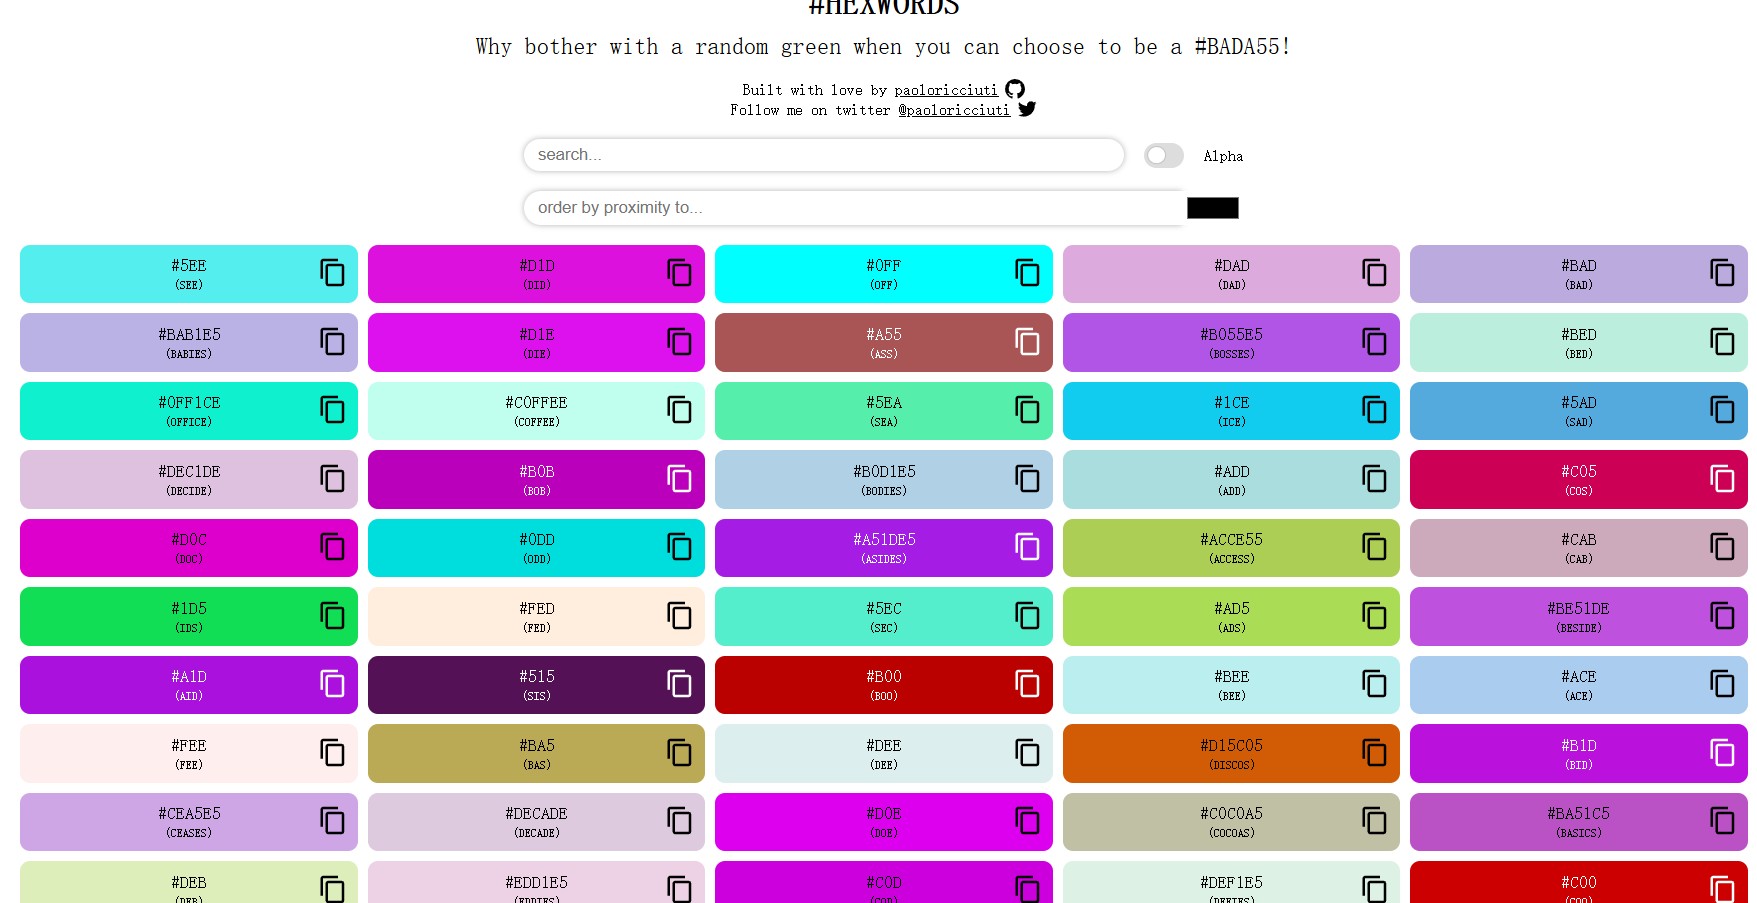 #HEXWORDS
Why bother with a random green when you can choose to be a #BADA55!
Built with love by paoloricciuti
Follow me on twitter @paoloricciuti
search...
Alpha
order by proximity to...
#5EE
(SEE)
#D1D
(DID)
#0FF
(OFF)
#DAD
(DAD)
#BAD
(BAD)
#BAB1E5
(BABIES)
#D1E
(DIE)
#A55
(ASS)
#B055E5
(BOSSES)
#BED
(BED)
#0FF1CE
(OFFICE)
#C0FFEE
(COFFEE)
#5EA
(SEA)
#1CE
(ICE)
#5AD
(SAD)
#DEC1DE
(DECIDE)
#B0B
(BOB)
#B0D1E5
(BODIES)
#ADD
(ADD)
#C05
(COS)
#D0C
(DOC)
#0DD
(ODD)
#A51DE5
(ASIDES)
#ACCE55
(ACCESS)
#CAB
(CAB)
#1D5
(IDS)
#FED
(FED)
#5EC
(SEC)
#AD5
(ADS)
#BE51DE
(BESIDE)
#A1D
(AID)
#515
(SIS)
#B00
(BOO)
#BEE
(BEE)
#ACE
(ACE)
#FEE
(FEE)
#BA5
(BAS)
#DEE
(DEE)
#D15C05
(DISCOS)
#B1D
(BID)
#CEA5E5
(CEASES)
#DECADE
(DECADE)
#D0E
(DOE)
#C0C0A5
(COCOAS)
#BA51C5
(BASICS)
#DEB
(DEB)
#EDD1E5
(EDDIES)
#C0D
(COD)
#DEF1E5
(DEFIES)
#C00
(COO)